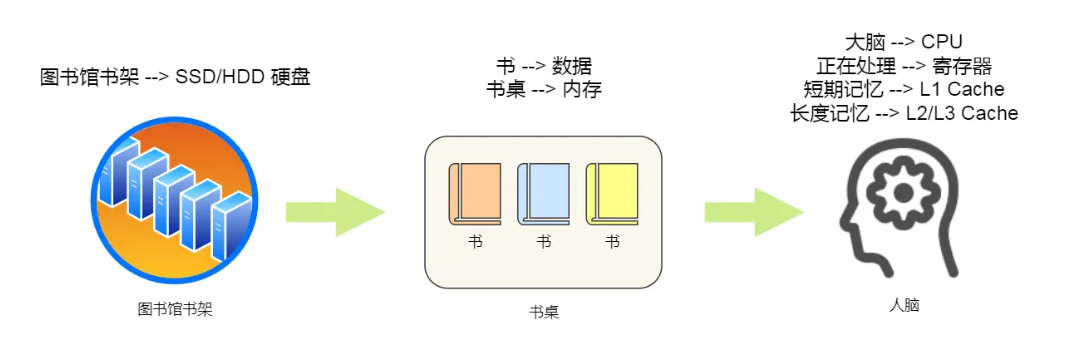 图书馆书架 --> SSD/HDD 硬盘
书 --> 数据
书桌 --> 内存
大脑 --> CPU
正在处理 --> 寄存器
短期记忆 --> L1 Cache
长度记忆 --> L2/L3 Cache
书
书
书
图书馆书架
书桌
人脑